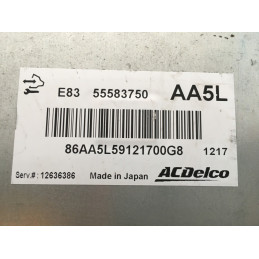 E83 55583750 AA5L
86AA5L59121700G8 1217
Serv.#: 12636386 Made in Japan ACDelco